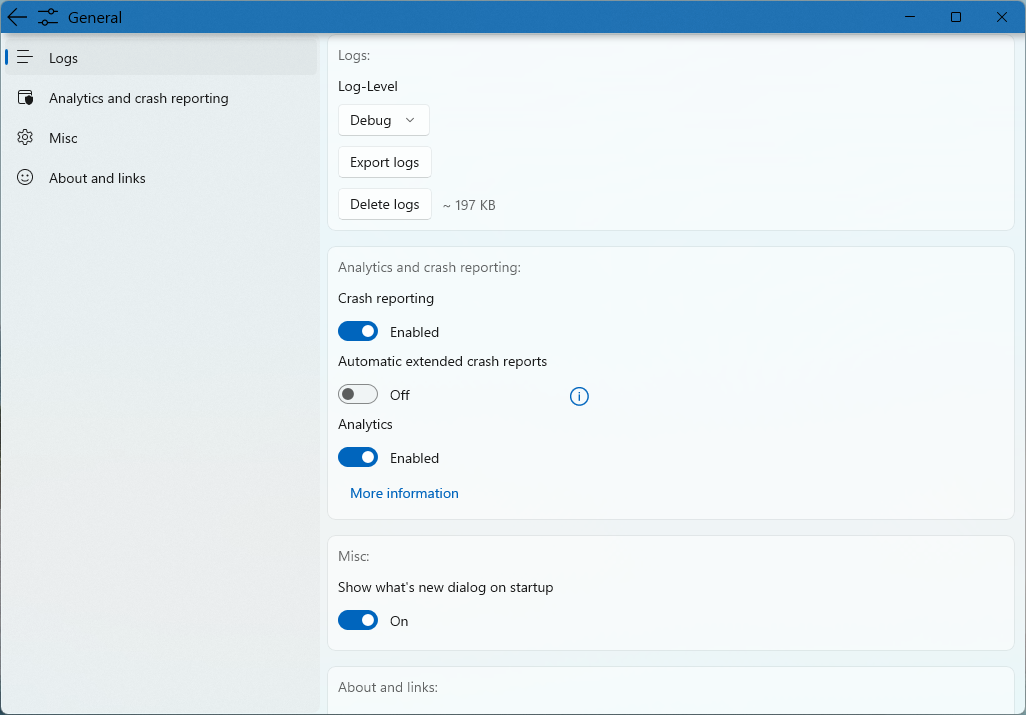 General
Logs
Analytics and crash reporting
Misc
About and links
Logs:
Log-Level
Debug
Export logs
Delete logs ~ 197 KB
Analytics and crash reporting:
Crash reporting
Enabled
Automatic extended crash reports
Off
Analytics
Enabled
More information
Misc:
Show what's new dialog on startup
On
About and links: